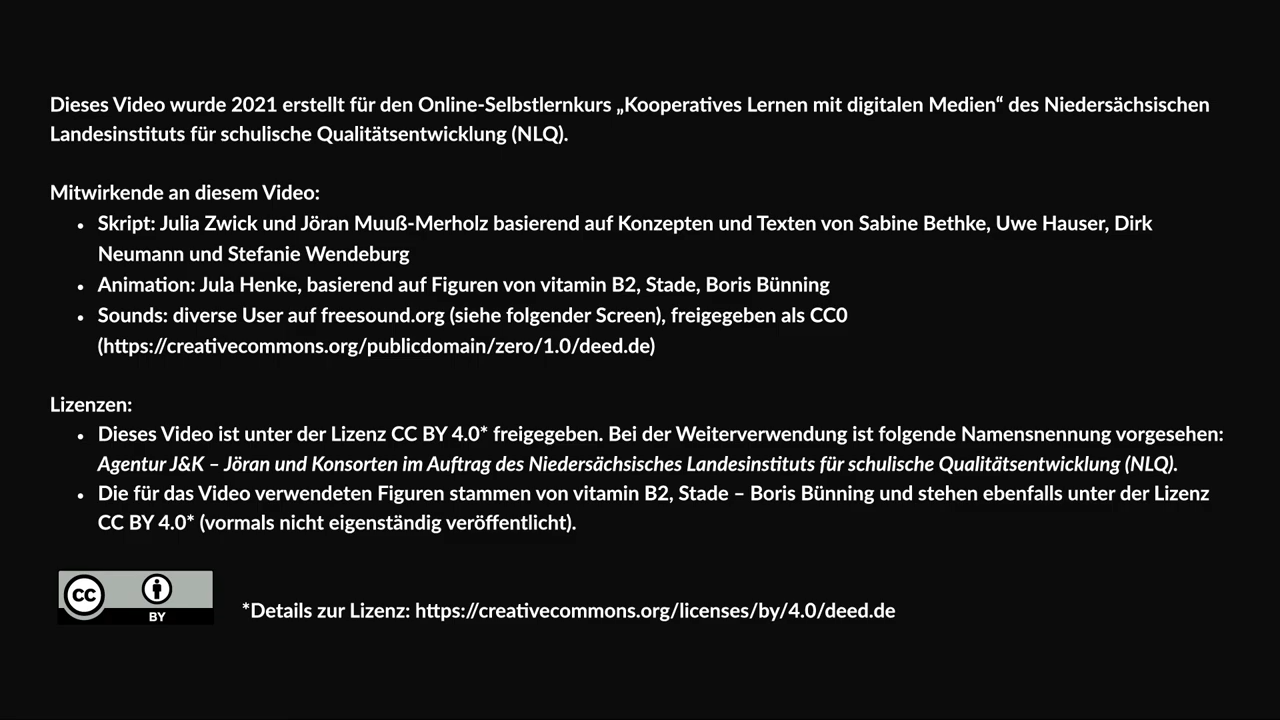 Dieses Video wurde 2021 erstellt für den Online-Selbstlernkurs „Kooperatives Lernen mit digitalen Medien“ des Niedersächsischen
Landesinstituts für schulische Qualitätsentwicklung (NLQ).
Mitwirkende an diesem Video:
• Skript: Julia Zwick und Jöran Muuß-Merholz basierend auf Konzepten und Texten von Sabine Bethke, Uwe Hauser, Dirk
Neumann und Stefanie Wendeburg
• Animation: Jula Henke, basierend auf Figuren von vitamin B2, Stade, Boris Bünning
• Sounds: diverse User auf freesound.org (siehe folgender Screen), freigegeben als CC0
(https://creativecommons.org/publicdomain/zero/1.0/deed.de)
Lizenzen:
• Dieses Video ist unter der Lizenz CC BY 4.0* freigegeben. Bei der Weiterverwendung ist folgende Namensnennung vorgesehen:
Agentur J&K – Jöran und Konsorten im Auftrag des Niedersächsisches Landesinstituts für schulische Qualitätsentwicklung (NLQ).
• Die für das Video verwendeten Figuren stammen von vitamin B2, Stade – Boris Bünning und stehen ebenfalls unter der Lizenz
CC BY 4.0* (vormals nicht eigenständig veröffentlicht).
CC
BY
*Details zur Lizenz: https://creativecommons.org/licenses/by/4.0/deed.de